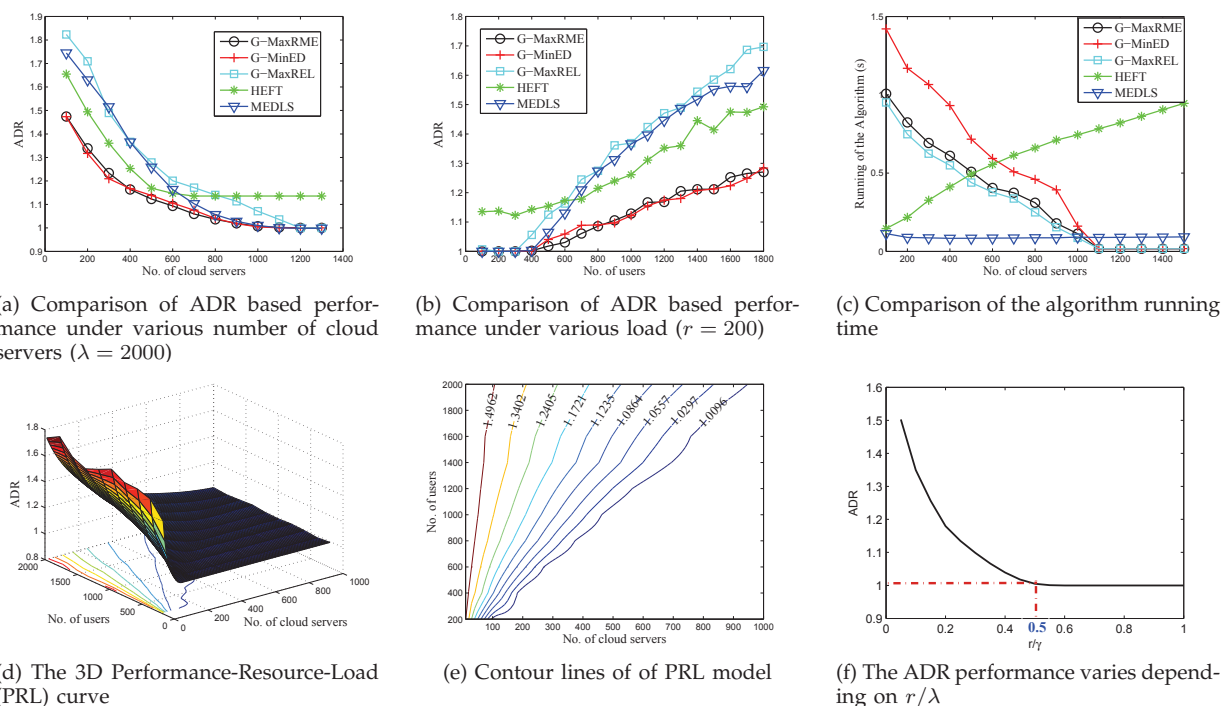 1.9
1.8
1.7
1.6
1.5
1.4
1.3
1.2
1.1
1
0.9
ADR
0 200 400 600 800 1000 1200 1400
No. of cloud servers
G−MaxRME
G−MinED
G−MaxREL
HEFT
MEDLS
(a) Comparison of ADR based perfor-
mance under various number of cloud
servers (λ = 2000)
1.8
1.7
1.6
1.5
1.4
1.3
1.2
1.1
1
ADR
0 200 400 600 800 1000 1200 1400 1600 1800
No. of users
G−MaxRME
G−MinED
G−MaxREL
HEFT
MEDLS
(b) Comparison of ADR based perfor-
mance under various load (r = 200)
1.5
1
0.5
0
Running of the Algorithm (s)
200 400 600 800 1000 1200 1400
No. of cloud servers
G−MaxRME
G−MinED
G−MaxREL
HEFT
MEDLS
(c) Comparison of the algorithm running
time
1.8
1.6
1.4
1.2
1
0.8
ADR
2000
1500
1000
500
0
No. of users
0
200
400
600
800
1000
No. of cloud servers
(d) The 3D Performance-Resource-Load
(PRL) curve
2000
1800
1600
1400
1200
1000
800
600
400
200
No. of users
1.4962
1.3402
1.2405
1.1721
1.1235
1.0864
1.0557
1.0297
1.0096
100 200 300 400 500 600 700 800 900 1000
No. of cloud servers
(e) Contour lines of of PRL model
1.6
1.5
1.4
1.3
1.2
1.1
1
0.9
ADR
0 0.2 0.4 0.5 0.6 0.8 1
r/γ
(f) The ADR performance varies depend-
ing on r/λ